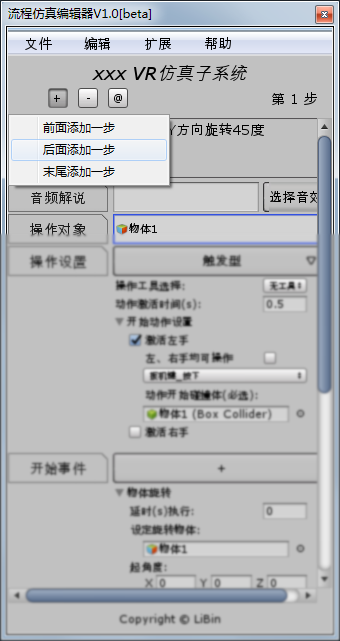 流程仿真编辑器V1.0[beta]
文件 编辑 扩展 帮助
xxx VR仿真子系统
+ - @ 第 1 步
前面添加一步
Y方向旋转45度
后面添加一步
末尾添加一步
音频解说 选择音效
操作对象 物体1
操作设置 触发型
操作工具选择: 无工具
动作激活时间(s): 0.5
开始动作设置
激活左手
左、右手均可操作
扳机键_按下
动作开始碰撞体(必选):
物体1 (Box Collider)
激活右手
开始事件 +
物体旋转
延时(s)执行: 0
设定旋转物体:
物体1
起角度:
X 0 Y 0 Z 0
Copyright © LiBin